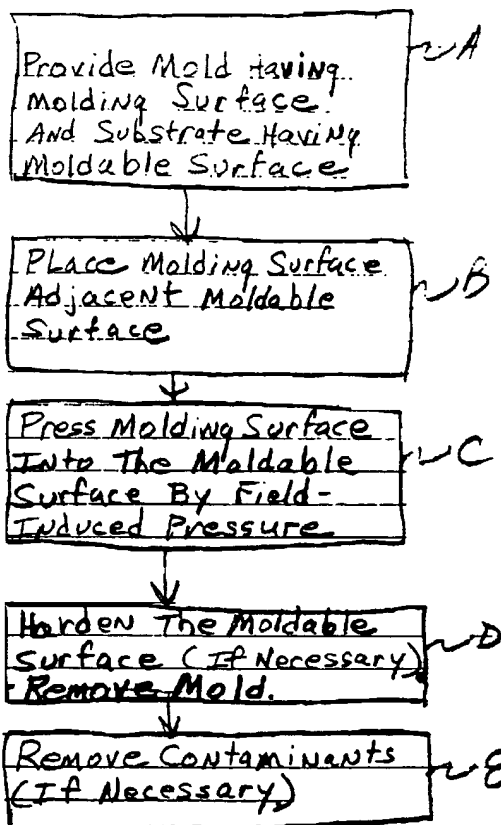 Provide Mold Having
Molding Surface
And Substrate Having
Moldable Surface
A
Place Molding Surface
Adjacent Moldable
Surface
B
Press Molding Surface
Into The Moldable
Surface By Field-
Induced Pressure
C
Harden The Moldable
Surface (If Necessary).
Remove Mold.
D
Remove Contaminants
(If Necessary)
E